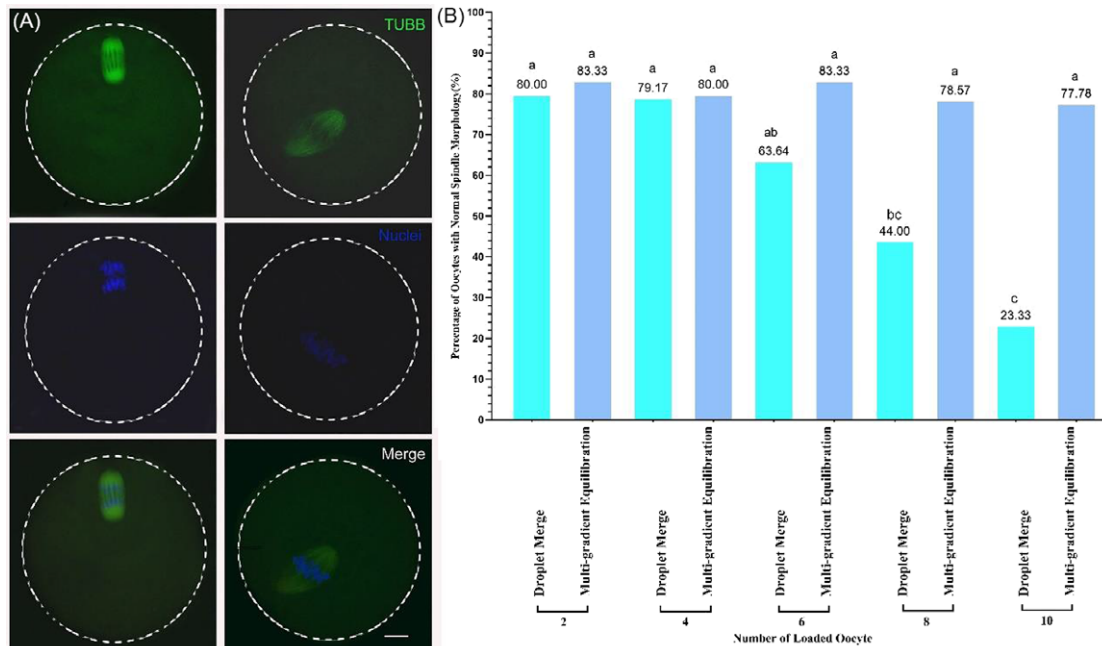 (A)
TUBB
Nuclei
Merge
(B)
Percentage of Oocytes with Normal Spindle Morphology(%)
100
90
80
70
60
50
40
30
20
10
0
a
80.00
a
83.33
a
79.17
a
80.00
ab
63.64
a
83.33
bc
44.00
a
78.57
c
23.33
a
77.78
Droplet Merge
Multi-gradient Equilibration
Droplet Merge
Multi-gradient Equilibration
Droplet Merge
Multi-gradient Equilibration
Droplet Merge
Multi-gradient Equilibration
Droplet Merge
Multi-gradient Equilibration
2
4
6
8
10
Number of Loaded Oocyte